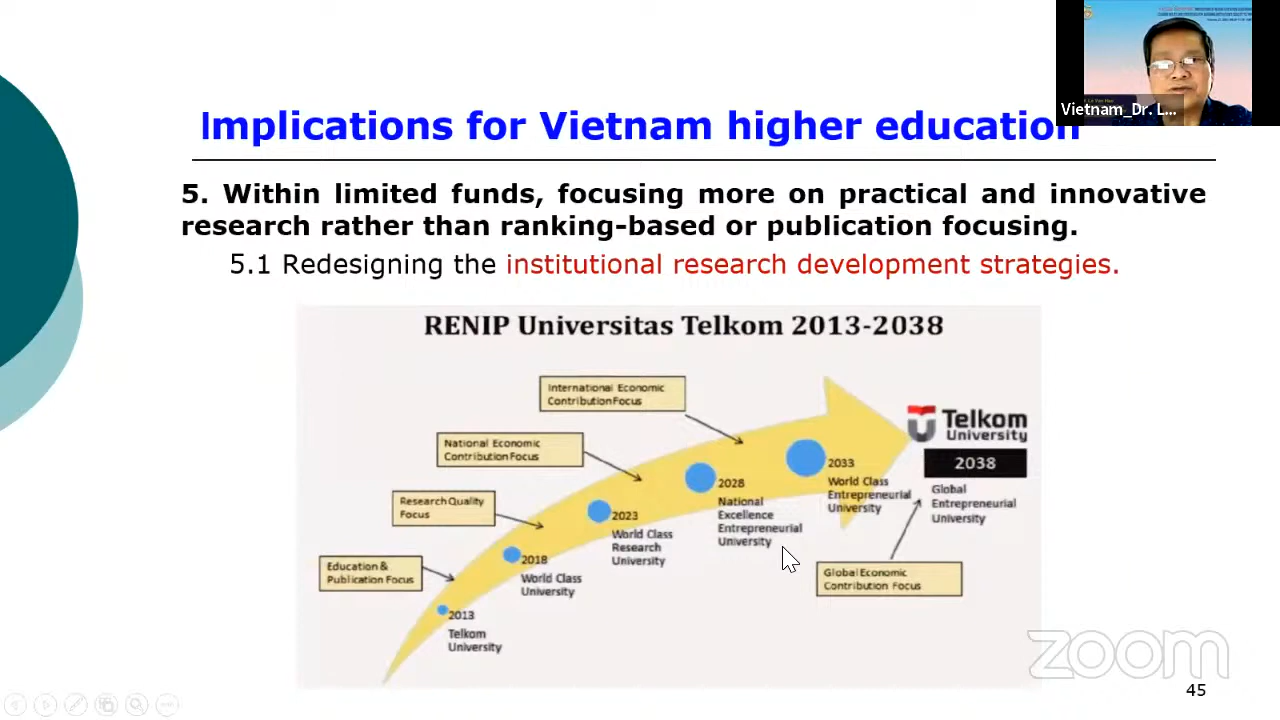 Implications for Vietnam higher education
Vietnam_Dr. L...
5. Within limited funds, focusing more on practical and innovative
research rather than ranking-based or publication focusing.
5.1 Redesigning the institutional research development strategies.
RENIP Universitas Telkom 2013-2038
International Economic
Contribution Focus
National Economic
Contribution Focus
Research Quality
Focus
Education &
Publication Focus
2013
Telkom
University
2018
World Class
University
2023
World Class
Research
University
2028
National
Excellence
Entrepreneurial
University
2033
World Class
Entrepreneurial
University
Telkom
University
2038
Global
Entrepreneurial
University
Global Economic
Contribution Focus
zoom
45